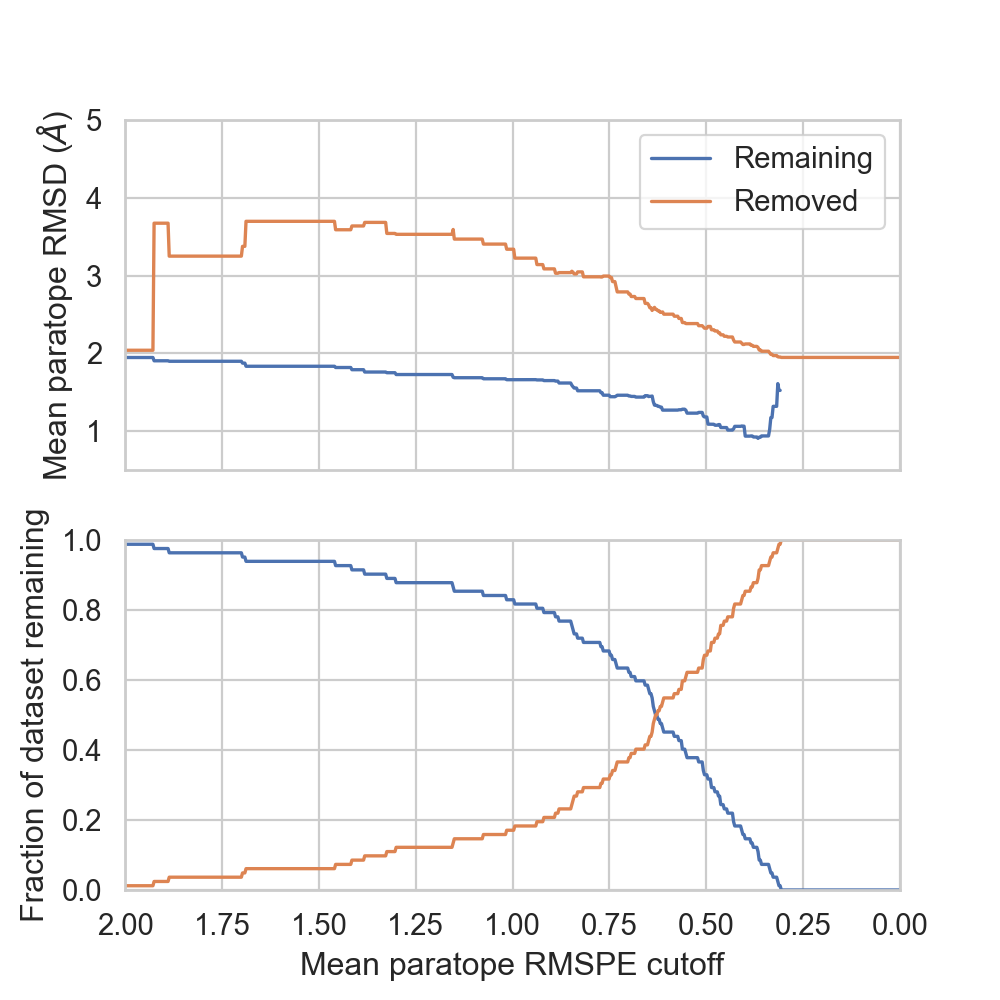 Mean paratope RMSD (Å)
5
4
3
2
1
Remaining
Removed
Fraction of dataset remaining
1.0
0.8
0.6
0.4
0.2
0.0
2.00 1.75 1.50 1.25 1.00 0.75 0.50 0.25 0.00
Mean paratope RMSPE cutoff